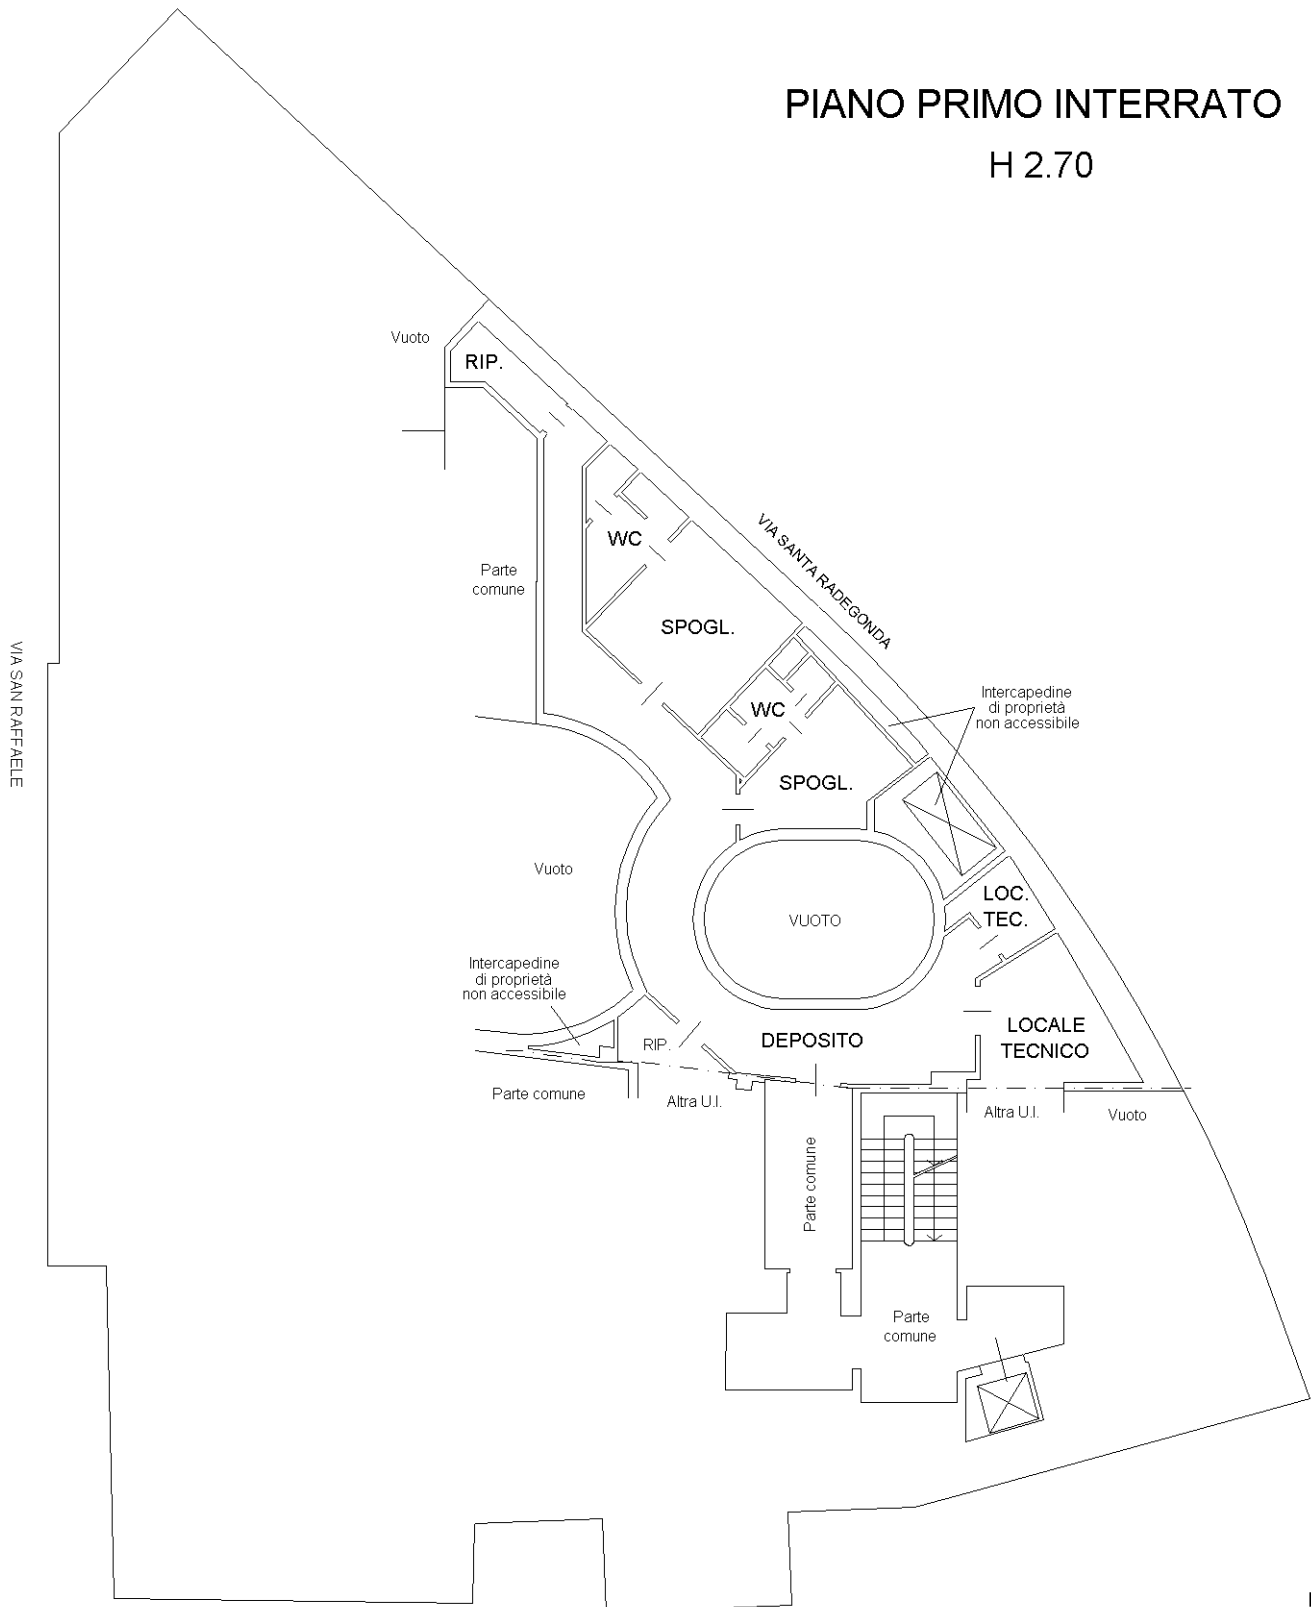 PIANO PRIMO INTERRATO
H 2.70
Vuoto
RIP.
WC
VIA SANTA RADEGONDA
Parte
comune
SPOGL.
VIA SAN RAFFAELE
Intercapedine
di proprietà
non accessibile
WC
SPOGL.
Vuoto
VUOTO
LOC.
TEC.
Intercapedine
di proprietà
non accessibile
RIP.
DEPOSITO
LOCALE
TECNICO
Parte comune
Altra U.I.
Altra U.I.
Vuoto
Parte comune
Parte
comune